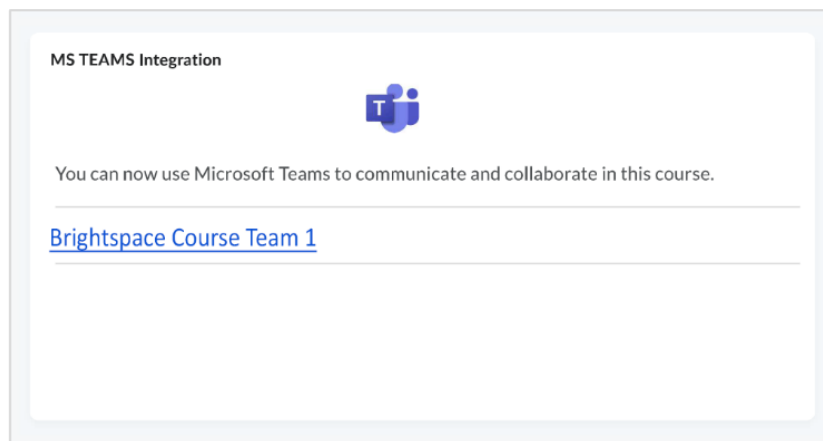 MS TEAMS Integration
T
You can now use Microsoft Teams to communicate and collaborate in this course.
Brightspace Course Team 1